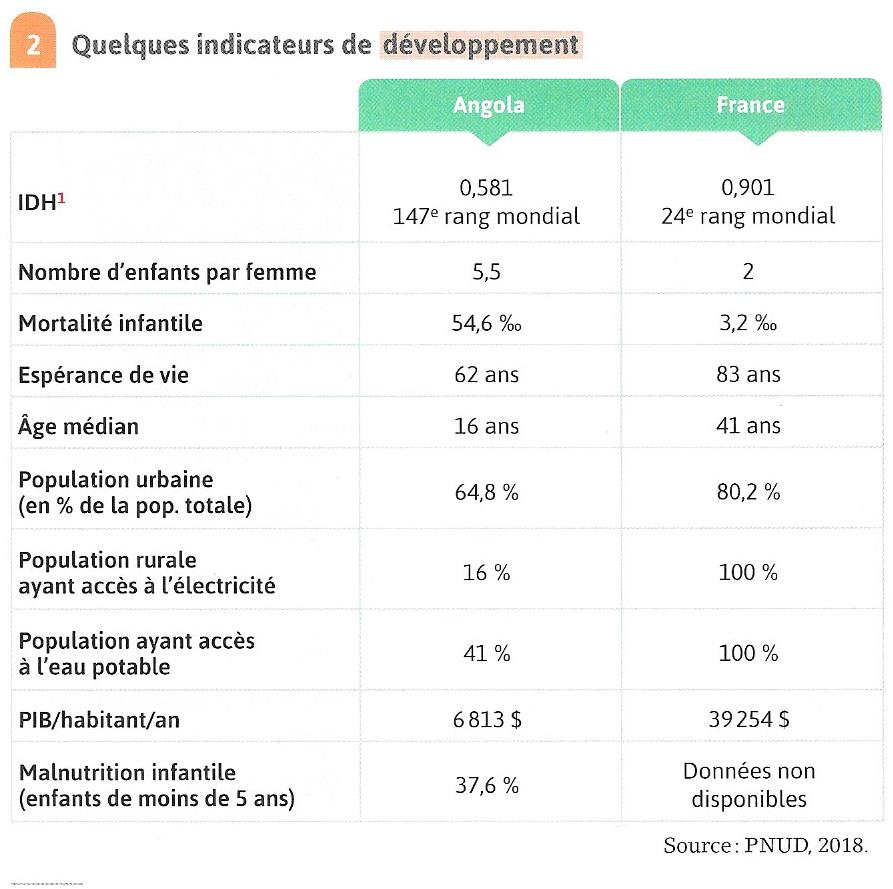 2 Quelques indicateurs de développement
Angola France
IDH¹ 0,581 0,901
147e rang mondial 24e rang mondial
Nombre d'enfants par femme 5,5 2
Mortalité infantile 54,6 ‰ 3,2 ‰
Espérance de vie 62 ans 83 ans
Âge médian 16 ans 41 ans
Population urbaine
(en % de la pop. totale) 64,8 % 80,2 %
Population rurale
ayant accès à l'électricité 16 % 100 %
Population ayant accès
à l'eau potable 41 % 100 %
PIB/habitant/an 6 813 $ 39 254 $
Malnutrition infantile
(enfants de moins de 5 ans) 37,6 % Données non
disponibles
Source : PNUD, 2018.